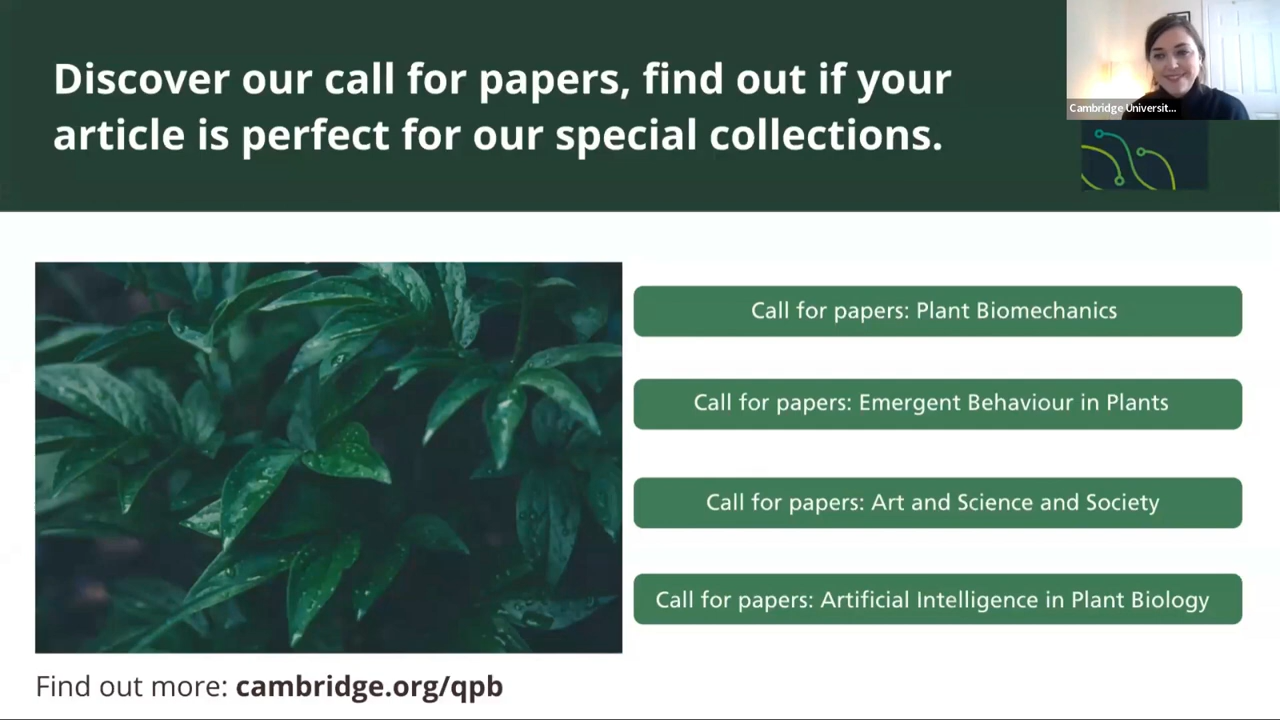 Discover our call for papers, find out if your
article is perfect for our special collections.
Cambridge Universit...
Call for papers: Plant Biomechanics
Call for papers: Emergent Behaviour in Plants
Call for papers: Art and Science and Society
Call for papers: Artificial Intelligence in Plant Biology
Find out more: cambridge.org/qpb